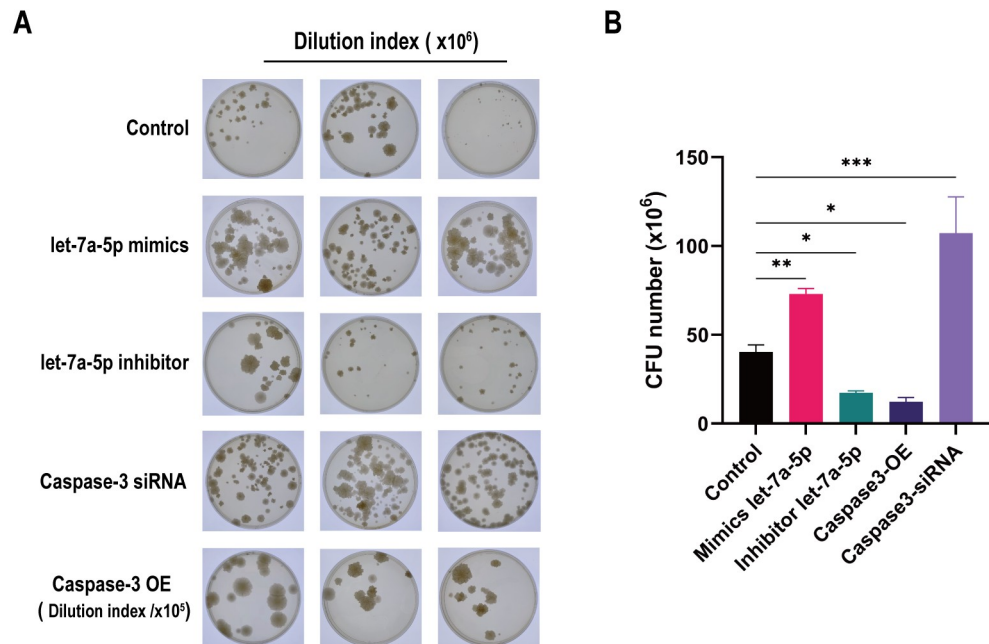 A
Dilution index ( x10⁶)
Control
let-7a-5p mimics
let-7a-5p inhibitor
Caspase-3 siRNA
Caspase-3 OE
( Dilution index /x10⁵)
B
CFU number (x10⁶)
150
100
50
0
***
*
*
**
Control
Mimics let-7a-5p
Inhibitor let-7a-5p
Caspase3-OE
Caspase3-siRNA